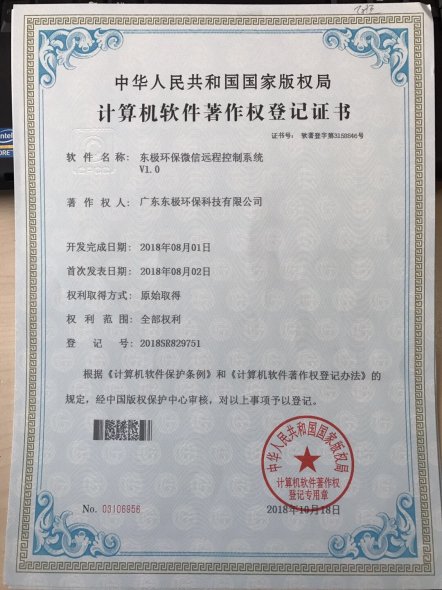 中华人民共和国国家版权局
计算机软件著作权登记证书
证书号： 软著登字第3158846号
软件名称： 东极环保微信远程控制系统
V1.0
著作权人： 广东东极环保科技有限公司
开发完成日期： 2018年08月01日
首次发表日期： 2018年08月02日
权利取得方式： 原始取得
权利范围： 全部权利
登记号： 2018SR829751
根据《计算机软件保护条例》和《计算机软件著作权登记办法》的
规定，经中国版权保护中心审核，对以上事项予以登记。
中华人民共和国国家版权局
计算机软件著作权
登记专用章
No. 03106956
2018年10月18日
intel